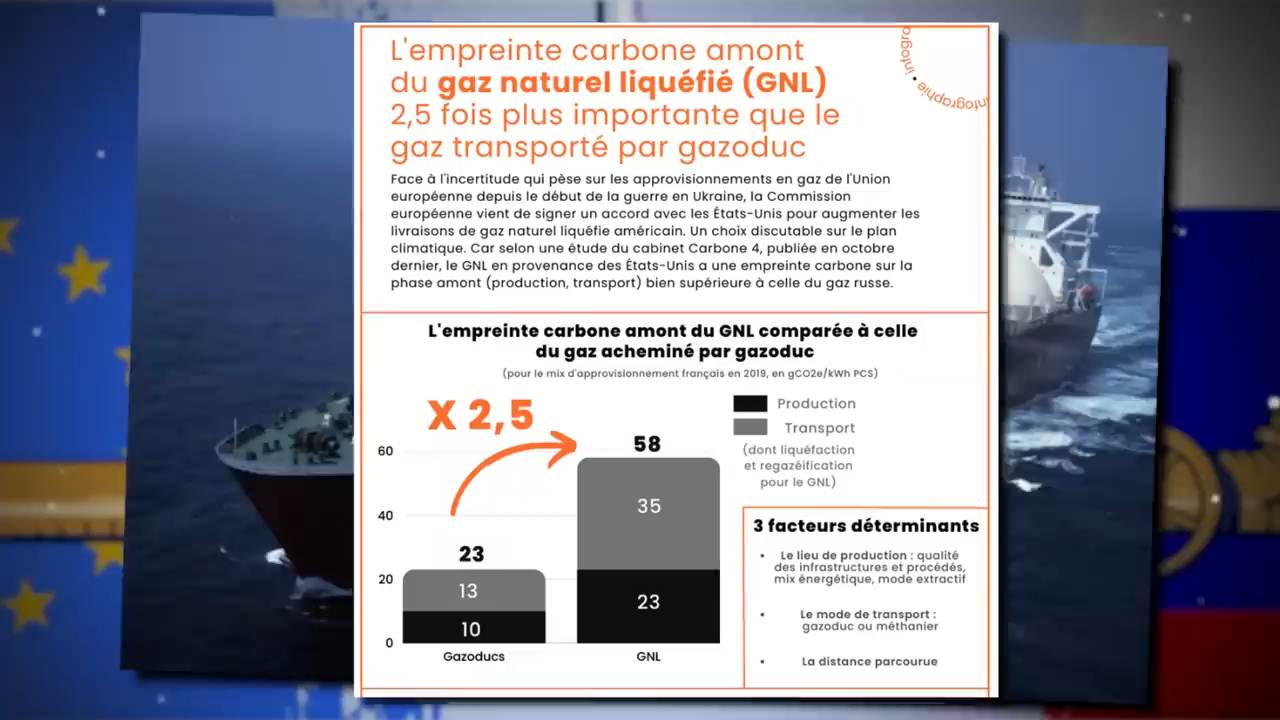 L'empreinte carbone amont
du gaz naturel liquéfié (GNL)
2,5 fois plus importante que le
gaz transporté par gazoduc
infogra
infographie
Face à l'incertitude qui pèse sur les approvisionnements en gaz de l'Union
européenne depuis le début de la guerre en Ukraine, la Commission
européenne vient de signer un accord avec les États-Unis pour augmenter les
livraisons de gaz naturel liquéfie américain. Un choix discutable sur le plan
climatique. Car selon une étude du cabinet Carbone 4, publiée en octobre
dernier, le GNL en provenance des États-Unis a une empreinte carbone sur la
phase amont (production, transport) bien supérieure à celle du gaz russe.
L'empreinte carbone amont du GNL comparée à celle
du gaz acheminé par gazoduc
(pour le mix d'approvisionnement français en 2019, en gCO2e/kWh PCS)
X 2,5
Production
Transport
(dont liquéfaction
et regazéification
pour le GNL)
60
40
20
0
23
13
10
Gazoducs
58
35
23
GNL
3 facteurs déterminants
• Le lieu de production : qualité
des infrastructures et procédés,
mix énergétique, mode extractif
• Le mode de transport :
gazoduc ou méthanier
• La distance parcourue